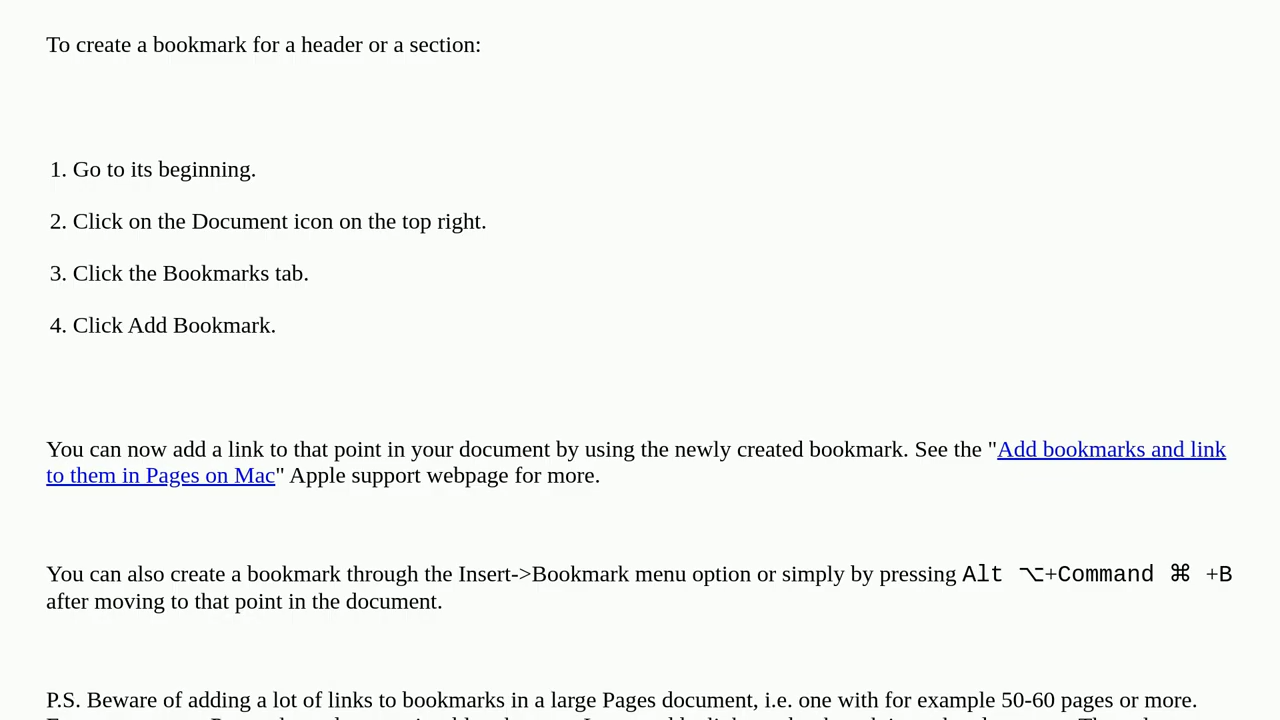 To create a bookmark for a header or a section:
1. Go to its beginning.
2. Click on the Document icon on the top right.
3. Click the Bookmarks tab.
4. Click Add Bookmark.
You can now add a link to that point in your document by using the newly created bookmark. See the "Add bookmarks and link
to them in Pages on Mac" Apple support webpage for more.
You can also create a bookmark through the Insert->Bookmark menu option or simply by pressing Alt ⌥+Command ⌘ +B
after moving to that point in the document.
P.S. Beware of adding a lot of links to bookmarks in a large Pages document, i.e. one with for example 50-60 pages or more.